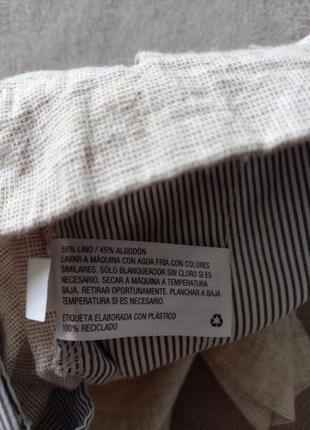 55% LINO / 45% ALGODÓN
LAVAR A MÁQUINA CON AGUA FRÍA CON COLORES
SIMILARES. SÓLO BLANQUEADOR SIN CLORO SI ES
NECESARIO. SECAR A MÁQUINA A TEMPERATURA
BAJA. RETIRAR OPORTUNAMENTE. PLANCHAR A BAJA
TEMPERATURA SI ES NECESARIO.
ETIQUETA ELABORADA CON PLÁSTICO
100% RECICLADO